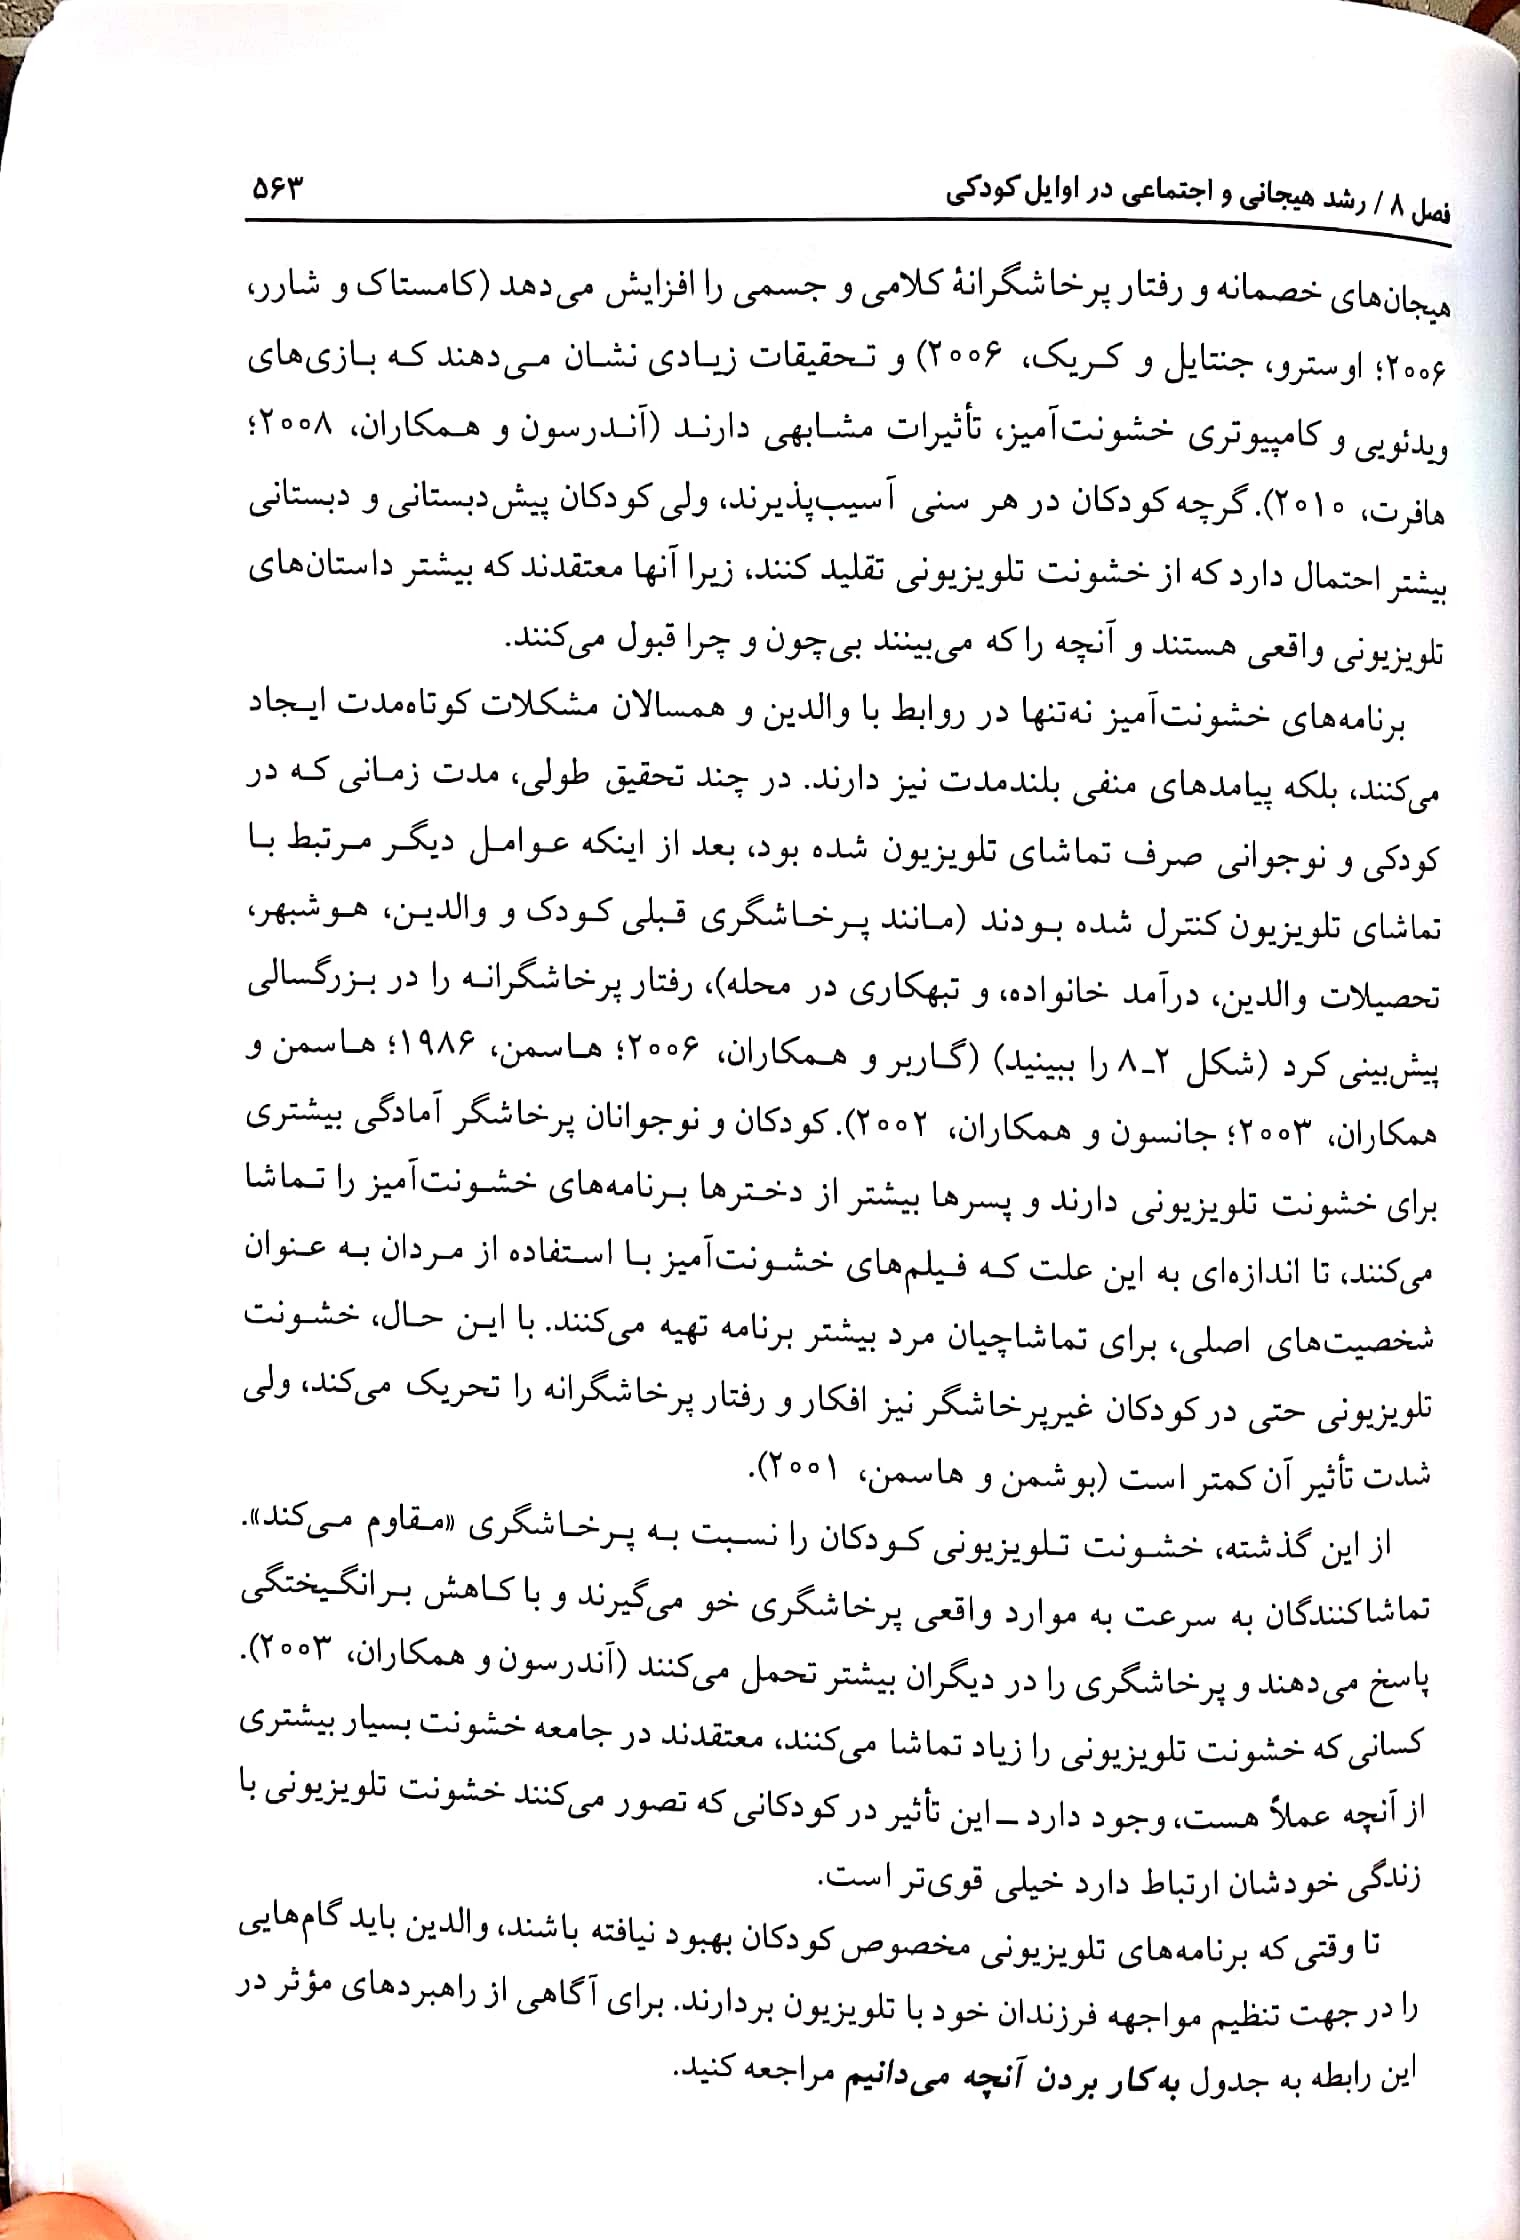 فصل ۸ / رشد هیجانی و اجتماعی در اوایل کودکی ۵۶۳
هیجان‌های خصمانه و رفتار پرخاشگرانهٔ کلامی و جسمی را افزایش می‌دهد (کامستاک و شارر،
۲۰۰۶؛ اوسترو، جنتایل و کریک، ۲۰۰۶) و تحقیقات زیادی نشان می‌دهند که بازی‌های
ویدئویی و کامپیوتری خشونت‌آمیز، تأثیرات مشابهی دارند (آندرسون و همکاران، ۲۰۰۸؛
هافرت، ۲۰۱۰). گرچه کودکان در هر سنی آسیب‌پذیرند، ولی کودکان پیش‌دبستانی و دبستانی
بیشتر احتمال دارد که از خشونت تلویزیونی تقلید کنند، زیرا آنها معتقدند که بیشتر داستان‌های
تلویزیونی واقعی هستند و آنچه را که می‌بینند بی‌چون و چرا قبول می‌کنند.
برنامه‌های خشونت‌آمیز نه‌تنها در روابط با والدین و همسالان مشکلات کوتاه‌مدت ایجاد
می‌کنند، بلکه پیامدهای منفی بلندمدت نیز دارند. در چند تحقیق طولی، مدت زمانی که در
کودکی و نوجوانی صرف تماشای تلویزیون شده بود، بعد از اینکه عوامل دیگر مرتبط با
تماشای تلویزیون کنترل شده بودند (مانند پرخاشگری قبلی کودک و والدین، هوشبهر،
تحصیلات والدین، درآمد خانواده، و تبهکاری در محله)، رفتار پرخاشگرانه را در بزرگسالی
پیش‌بینی کرد (شکل ۲ـ۸ را ببینید) (گاربر و همکاران، ۲۰۰۶؛ هاسمن، ۱۹۸۶؛ هاسمن و
همکاران، ۲۰۰۳؛ جانسون و همکاران، ۲۰۰۲). کودکان و نوجوانان پرخاشگر آمادگی بیشتری
برای خشونت تلویزیونی دارند و پسرها بیشتر از دخترها برنامه‌های خشونت‌آمیز را تماشا
می‌کنند، تا اندازه‌ای به این علت که فیلم‌های خشونت‌آمیز با استفاده از مردان به عنوان
شخصیت‌های اصلی، برای تماشاچیان مرد بیشتر برنامه تهیه می‌کنند. با این حال، خشونت
تلویزیونی حتی در کودکان غیرپرخاشگر نیز افکار و رفتار پرخاشگرانه را تحریک می‌کند، ولی
شدت تأثیر آن کمتر است (بوشمن و هاسمن، ۲۰۰۱).
از این گذشته، خشونت تلویزیونی کودکان را نسبت به پرخاشگری «مقاوم می‌کند».
تماشاکنندگان به سرعت به موارد واقعی پرخاشگری خو می‌گیرند و با کاهش برانگیختگی
پاسخ می‌دهند و پرخاشگری را در دیگران بیشتر تحمل می‌کنند (آندرسون و همکاران، ۲۰۰۳).
کسانی که خشونت تلویزیونی را زیاد تماشا می‌کنند، معتقدند در جامعه خشونت بسیار بیشتری
از آنچه عملاً هست، وجود دارد ــ این تأثیر در کودکانی که تصور می‌کنند خشونت تلویزیونی با
زندگی خودشان ارتباط دارد خیلی قوی‌تر است.
تا وقتی که برنامه‌های تلویزیونی مخصوص کودکان بهبود نیافته باشند، والدین باید گام‌هایی
را در جهت تنظیم مواجهه فرزندان خود با تلویزیون بردارند. برای آگاهی از راهبردهای مؤثر در
این رابطه به جدول به‌کار بردن آنچه می‌دانیم مراجعه کنید.